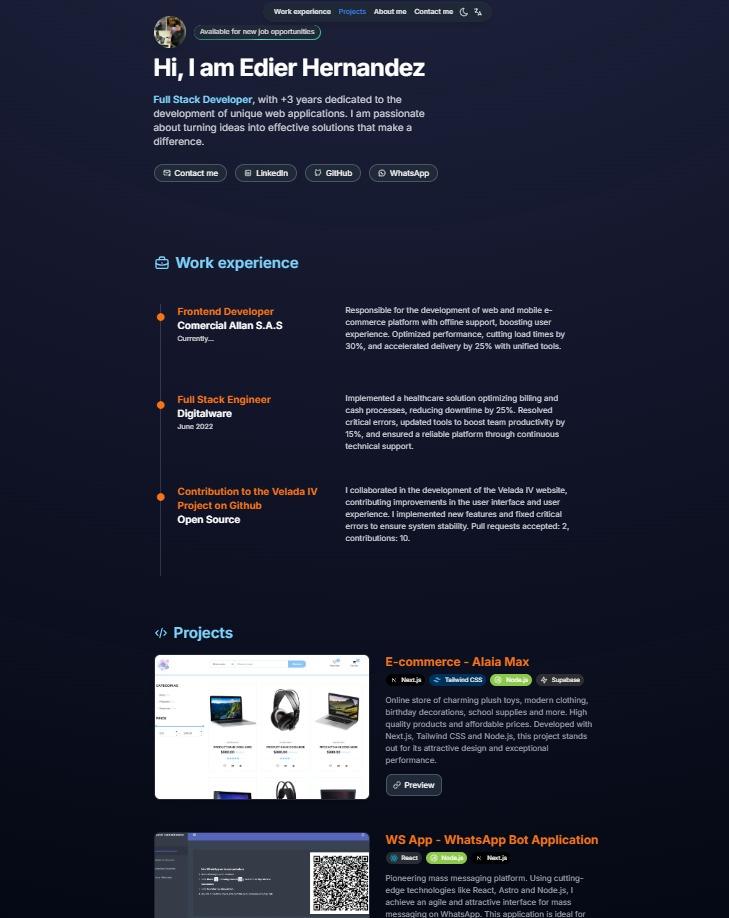 Work experience Projects About me Contact me
Available for new job opportunities
Hi, I am Edier Hernandez
Full Stack Developer, with +3 years dedicated to the
development of unique web applications. I am passionate
about turning ideas into effective solutions that make a
difference.
Contact me LinkedIn GitHub WhatsApp
Work experience
Frontend Developer
Comercial Allan S.A.S
Currently...
Responsible for the development of web and mobile e-
commerce platform with offline support, boosting user
experience. Optimized performance, cutting load times by
30%, and accelerated delivery by 25% with unified tools.
Full Stack Engineer
Digitalware
June 2022
Implemented a healthcare solution optimizing billing and
cash processes, reducing downtime by 25%. Resolved
critical errors, updated tools to boost team productivity by
15%, and ensured a reliable platform through continuous
technical support.
Contribution to the Velada IV
Project on Github
Open Source
I collaborated in the development of the Velada IV website,
contributing improvements in the user interface and user
experience. I implemented new features and fixed critical
errors to ensure system stability. Pull requests accepted: 2,
contributions: 10.
Projects
CATEGORIAS
PRICE
E-commerce - Alaia Max
Next.js Tailwind CSS Node.js Supabase
Online store of charming plush toys, modern clothing,
birthday decorations, school supplies and more. High
quality products and affordable prices. Developed with
Next.js, Tailwind CSS and Node.js, this project stands
out for its attractive design and exceptional
performance.
Preview
WS App - WhatsApp Bot Application
React Node.js Next.js
Pioneering mass messaging platform. Using cutting-
edge technologies like React, Astro and Node.js, I
achieve an agile and attractive interface for mass
messaging on WhatsApp. This application is ideal for